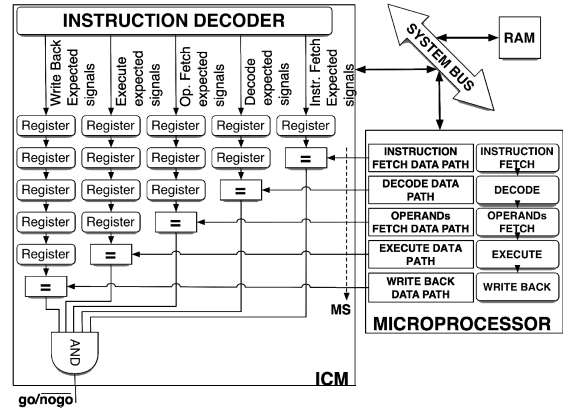 INSTRUCTION DECODER
Write Back
Expected
signals
Execute
expected
signals
Op. Fetch
expected
signals
Decode
expected
signals
Instr. Fetch
Expected
signals
SYSTEM BUS
RAM
Register Register Register Register Register
Register Register Register Register =
Register Register Register =
Register Register =
Register =
=
INSTRUCTION
FETCH DATA PATH
INSTRUCTION
FETCH
DECODE DATA
PATH
DECODE
OPERANDs
FETCH DATA PATH
OPERANDs
FETCH
EXECUTE DATA
PATH
EXECUTE
WRITE BACK
DATA PATH
WRITE BACK
MS
MICROPROCESSOR
AND
ICM
go/nogo